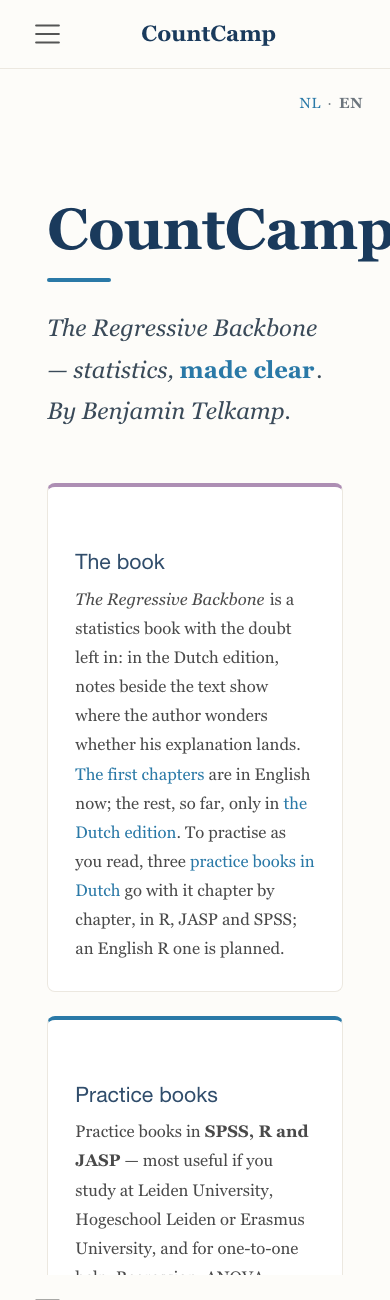 CountCamp
NL · EN
CountCamp
The Regressive Backbone
— statistics, made clear.
By Benjamin Telkamp.
The book
The Regressive Backbone is a
statistics book with the doubt
left in: in the Dutch edition,
notes beside the text show
where the author wonders
whether his explanation lands.
The first chapters are in English
now; the rest, so far, only in the
Dutch edition. To practise as
you read, three practice books in
Dutch go with it chapter by
chapter, in R, JASP and SPSS;
an English R one is planned.
Practice books
Practice books in SPSS, R and
JASP — most useful if you
study at Leiden University,
Hogeschool Leiden or Erasmus
University, and for one-to-one